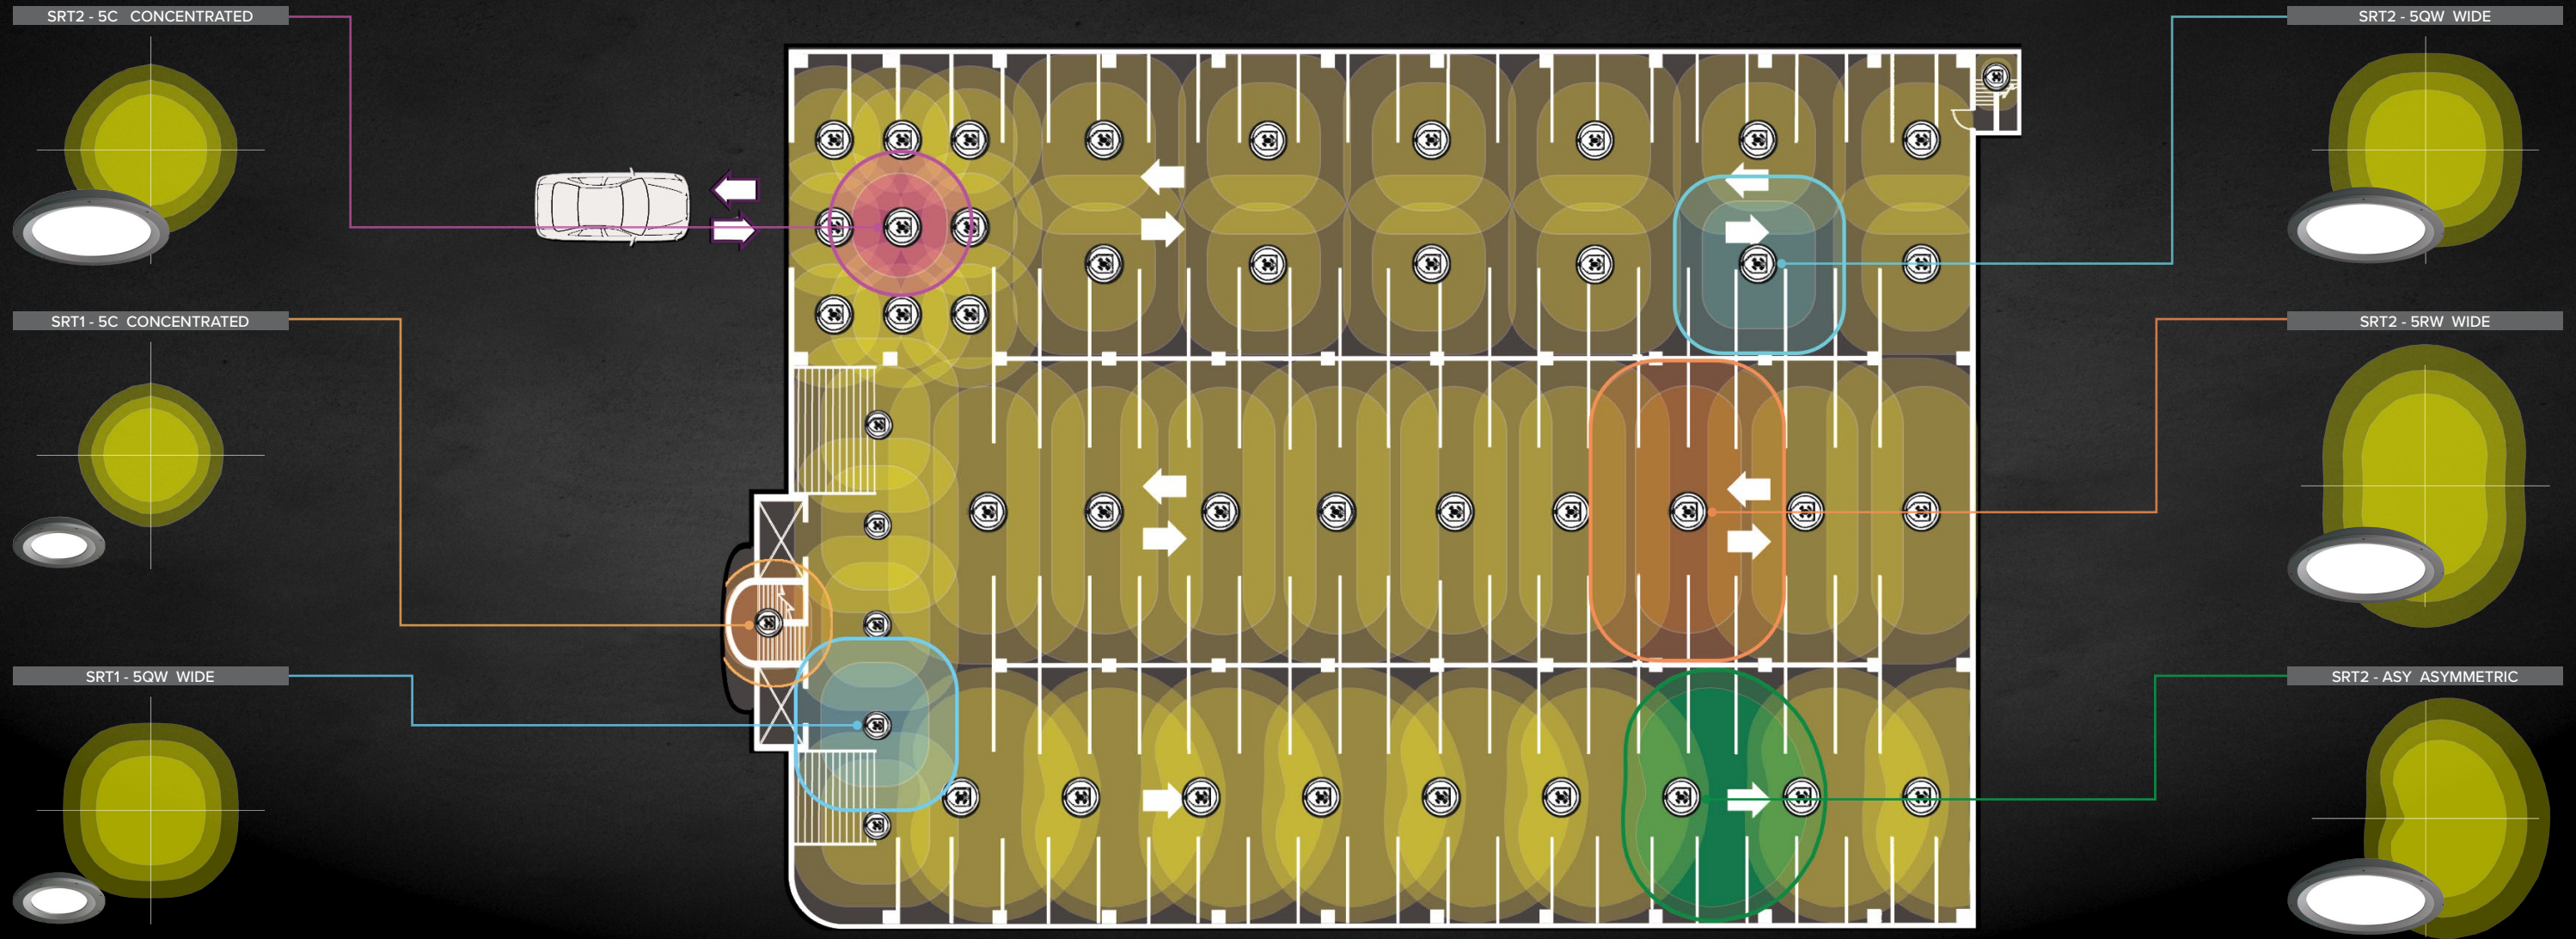 SRT2 - 5C CONCENTRATED
SRT1 - 5C CONCENTRATED
SRT1 - 5QW WIDE
SRT2 - 5QW WIDE
SRT2 - 5RW WIDE
SRT2 - ASY ASYMMETRIC